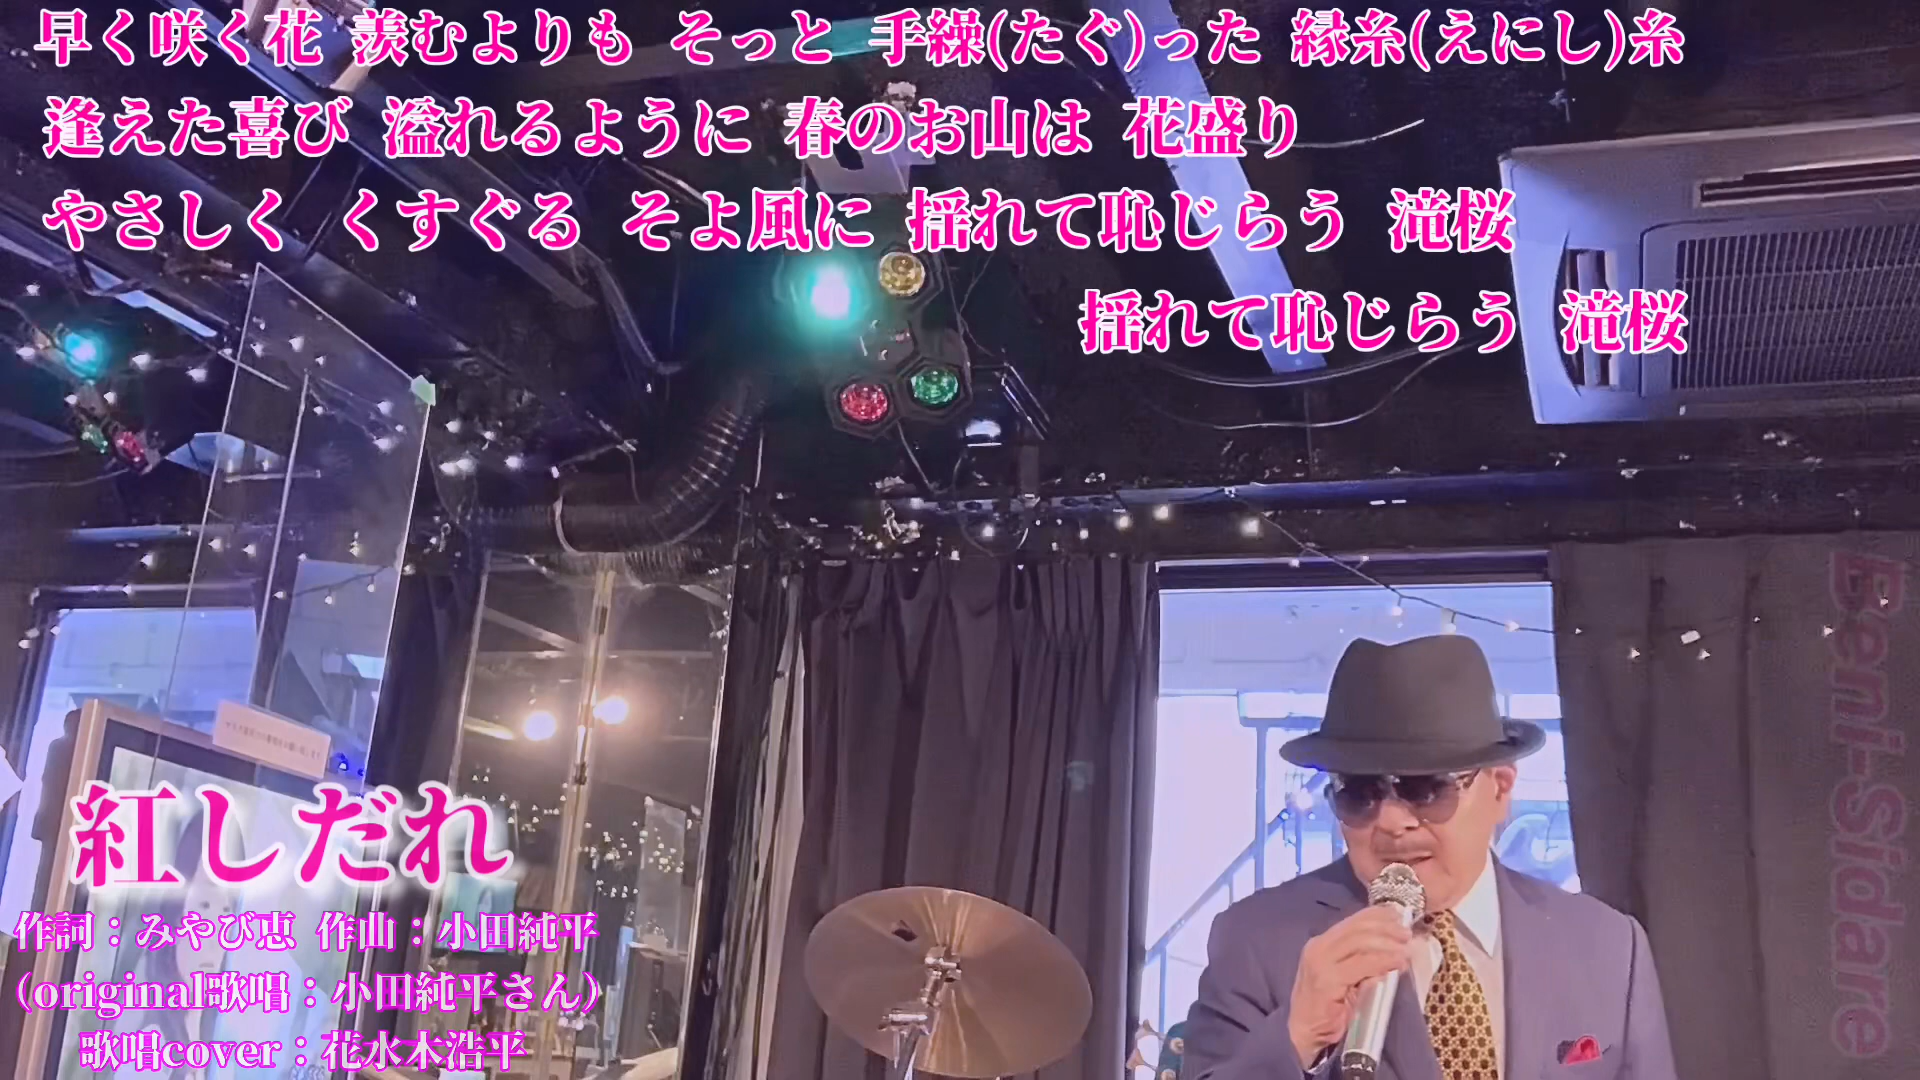 早く咲く花 羨むよりも そっと 手繰(たぐ)った 縁糸(えにし)糸
逢えた喜び 溢れるように 春のお山は 花盛り
やさしく くすぐる そよ風に 揺れて恥じらう 滝桜
揺れて恥じらう 滝桜
Beni-Sidare
紅しだれ
作詞：みやび恵 作曲：小田純平
（original歌唱：小田純平さん）
歌唱cover：花水木浩平